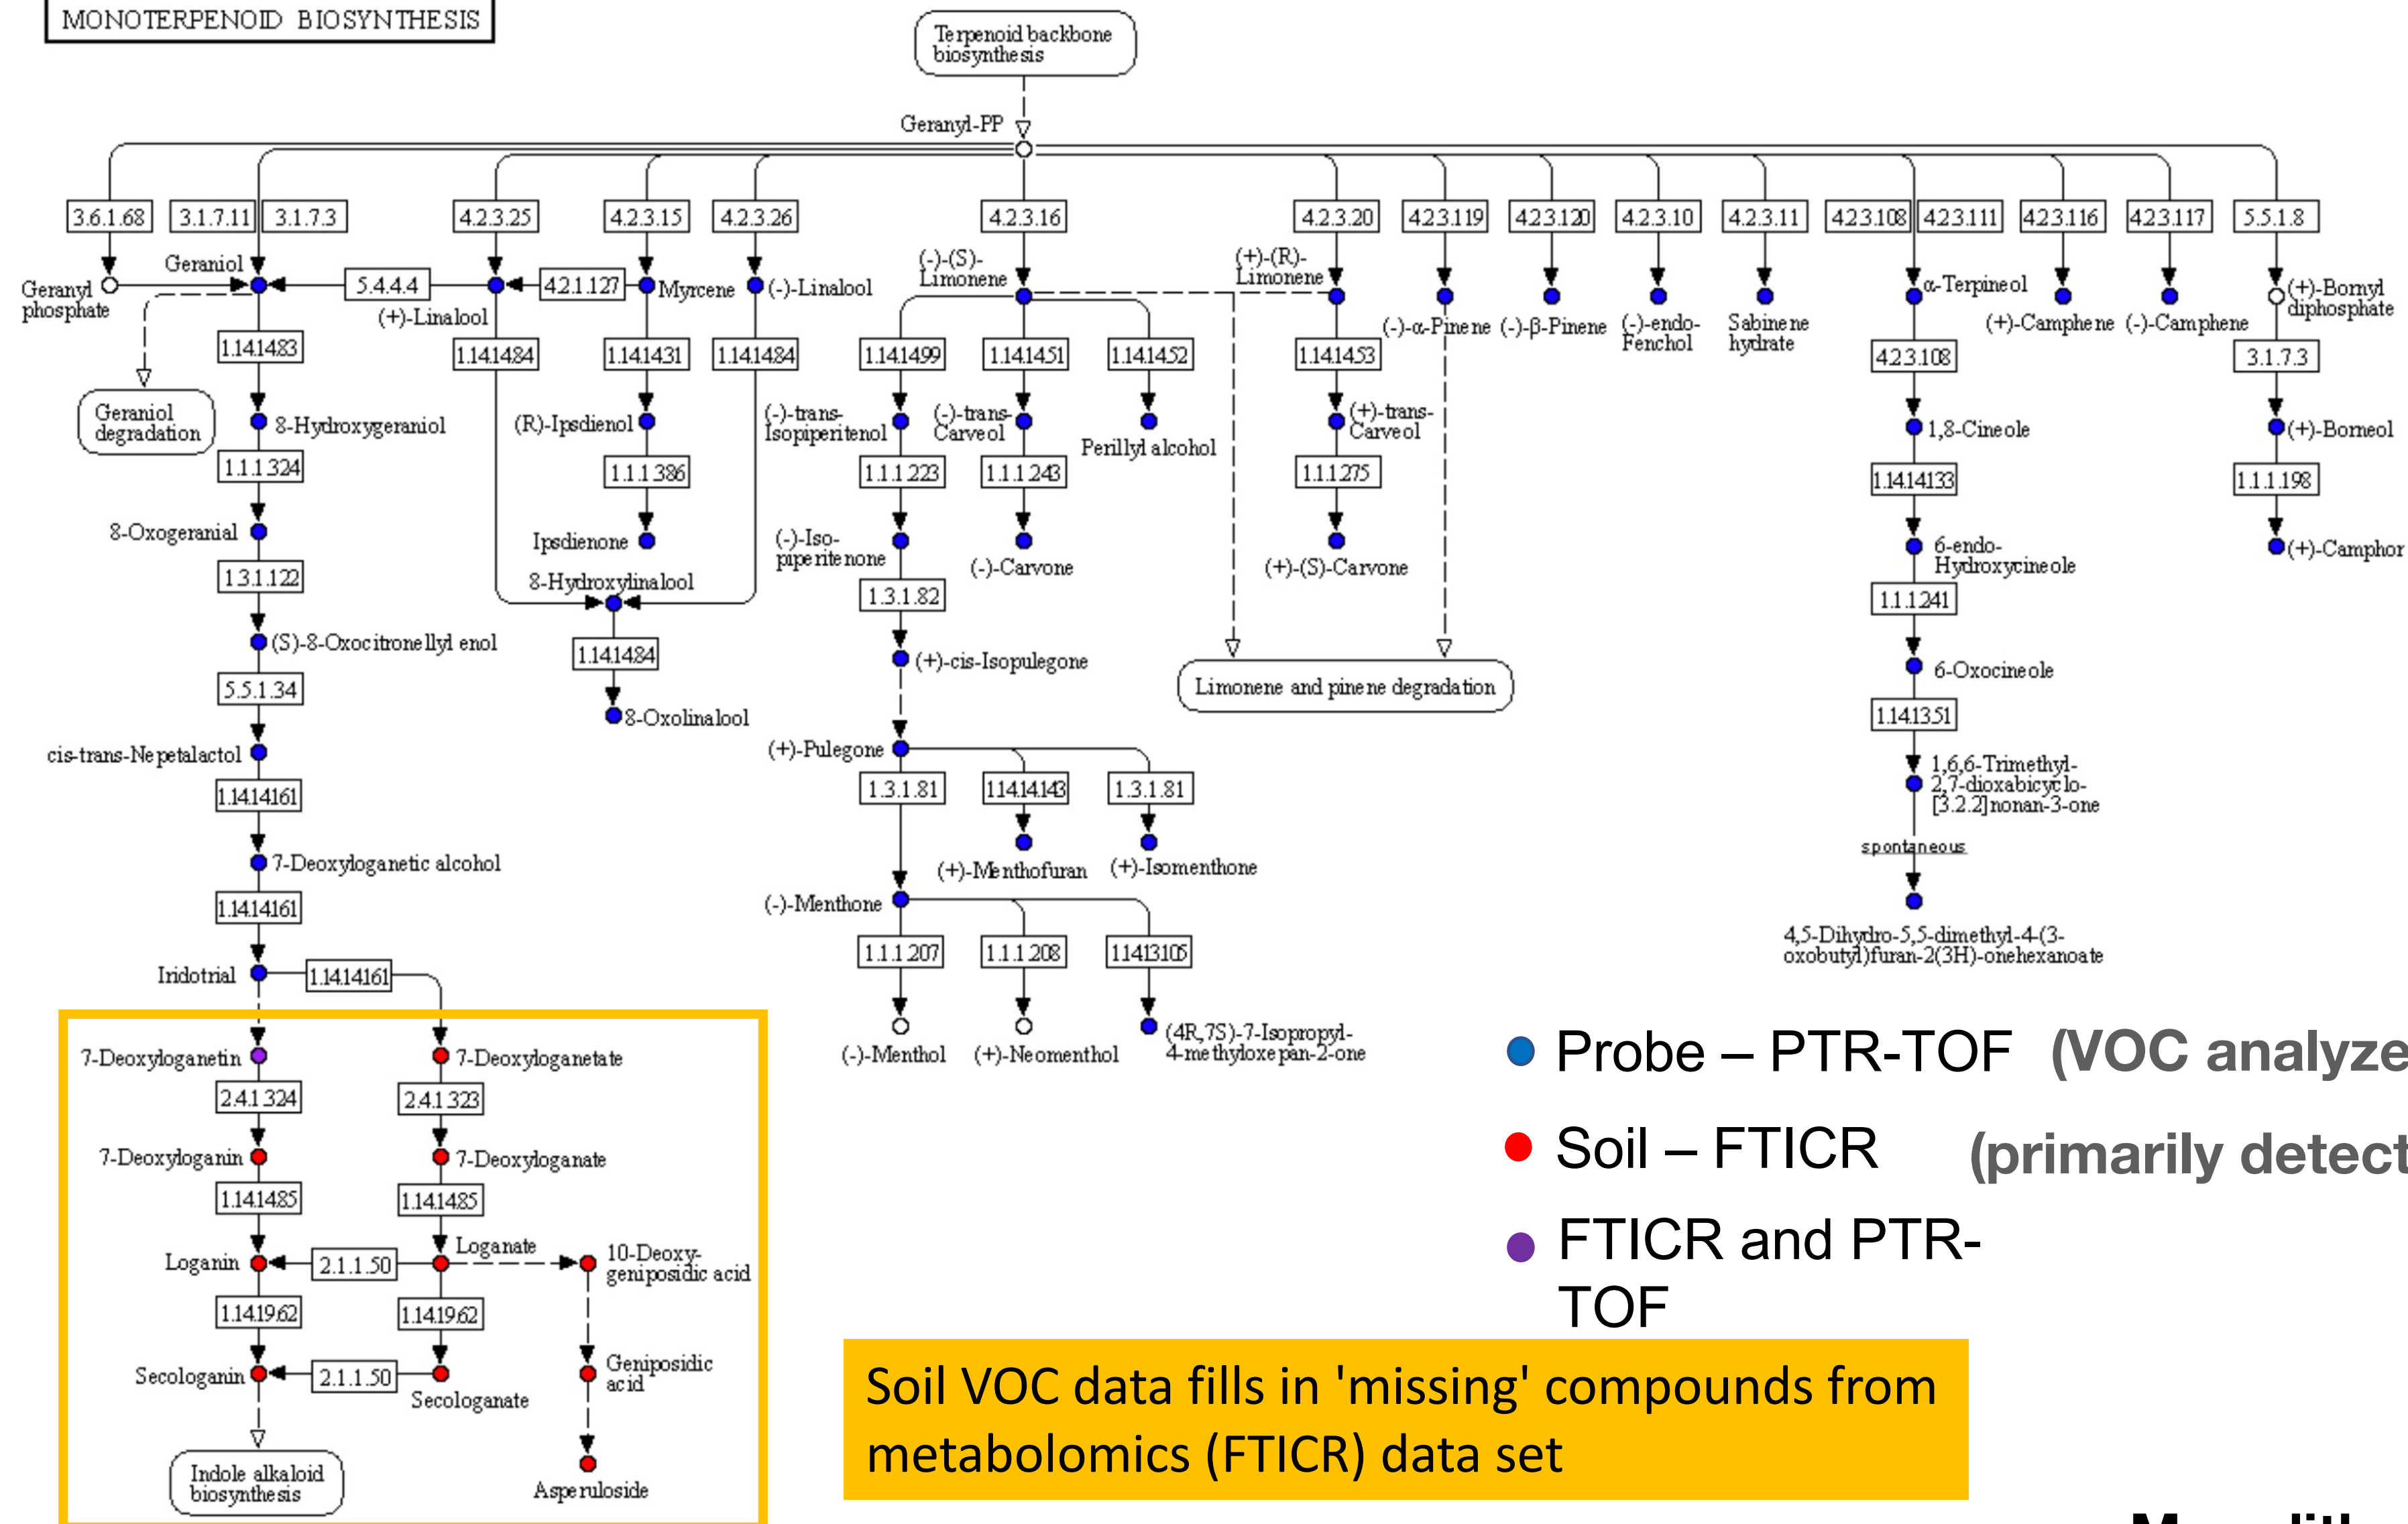 MONOTERPENOID BIOSYNTHESIS
Terpenoid backbone
biosynthesis
Geranyl-PP
3.6.1.68
3.1.7.11
3.1.7.3
4.2.3.25
4.2.3.15
4.2.3.26
4.2.3.16
4.2.3.20
4.2.3.119
4.2.3.120
4.2.3.10
4.2.3.11
4.2.3.108
4.2.3.111
4.2.3.116
4.2.3.117
5.5.1.8
Geranyl
phosphate
Geraniol
5.4.4.4
(+)-Linalool
4.2.1.127
Myrcene
(-)-Linalool
(-)-(S)-
Limonene
(+)-(R)-
Limonene
(-)-α-Pinene
(-)-β-Pinene
(-)-endo-
Fenchol
Sabinene
hydrate
α-Terpineol
(+)-Camphene
(-)-Camphene
(+)-Bornyl
diphosphate
1.14.14.83
1.14.14.84
1.14.14.31
1.14.14.84
1.14.14.99
1.14.14.51
1.14.14.52
1.14.14.53
4.2.3.108
3.1.7.3
Geraniol
degradation
8-Hydroxygeraniol
(R)-Ipsdienol
(-)-trans-
Isopiperitenol
(-)-trans-
Carveol
Perillyl alcohol
(+)-trans-
Carveol
1,8-Cineole
(+)-Borneol
1.1.1.324
1.1.1.386
1.1.1.223
1.1.1.243
1.1.1.275
1.14.14.133
1.1.1.198
8-Oxogeranial
Ipsdienone
(-)-Iso-
piperitenone
(-)-Carvone
(+)-(S)-Carvone
6-endo-
Hydroxycineole
(+)-Camphor
1.3.1.122
8-Hydroxylinalool
1.3.1.82
1.1.1.241
(S)-8-Oxocitronellyl enol
1.14.14.84
(+)-cis-Isopulegone
Limonene and pinene degradation
6-Oxocineole
5.5.1.34
8-Oxolinalool
1.14.13.51
cis-trans-Nepetalactol
(+)-Pulegone
1,6,6-Trimethyl-
2,7-dioxabicyclo-
[3.2.2]nonan-3-one
1.14.14.161
1.3.1.81
1.14.14.143
1.3.1.81
spontaneous
7-Deoxyloganetic alcohol
(+)-Menthofuran
(+)-Isomenthone
1.14.14.161
(-)-Menthone
4,5-Dihydro-5,5-dimethyl-4-(3-
oxobutyl)furan-2(3H)-onehexanoate
1.1.1.207
1.1.1.208
1.14.13.105
Iridotrial
1.14.14.161
(-)-Menthol
(+)-Neomenthol
(4R,7S)-7-Isopropyl-
4-methyloxepan-2-one
7-Deoxyloganetin
7-Deoxyloganetate
2.4.1.324
2.4.1.323
7-Deoxyloganin
7-Deoxyloganate
1.14.14.85
1.14.14.85
Loganin
2.1.1.50
Loganate
10-Deoxy-
geniposidic acid
1.14.19.62
1.14.19.62
Secologanin
2.1.1.50
Secologanate
Geniposidic
acid
Indole alkaloid
biosynthesis
Asperuloside
Probe – PTR-TOF (VOC analyze
Soil – FTICR (primarily detect
FTICR and PTR-
TOF
Soil VOC data fills in 'missing' compounds from
metabolomics (FTICR) data set